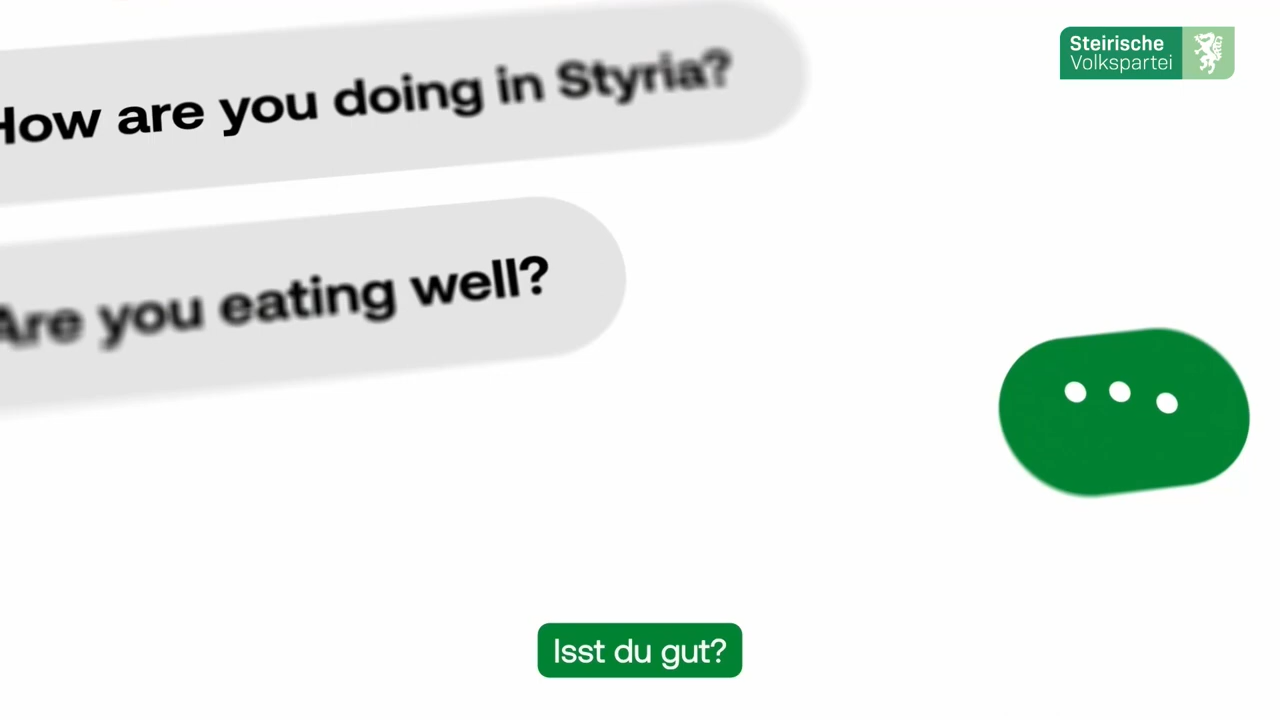 How are you doing in Styria?
Are you eating well?
Steirische
Volkspartei
Isst du gut?